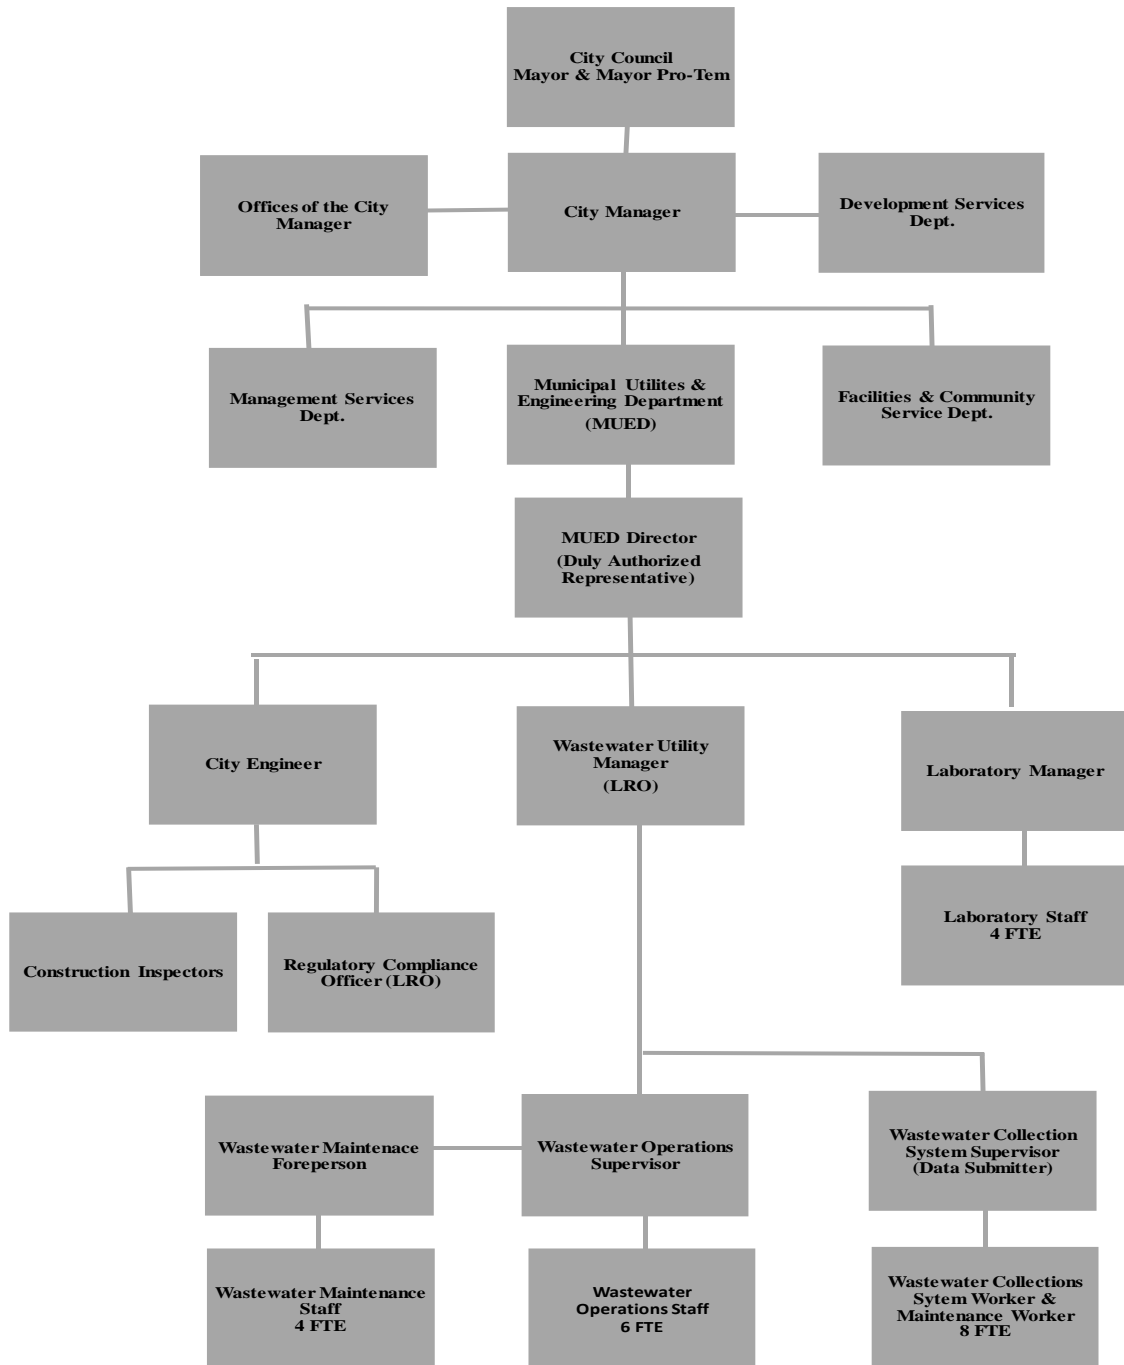 City Council
Mayor & Mayor Pro-Tem
Offices of the City
Manager
City Manager
Development Services
Dept.
Management Services
Dept.
Municipal Utilites &
Engineering Department
(MUED)
Facilities & Community
Service Dept.
MUED Director
(Duly Authorized
Representative)
City Engineer
Wastewater Utility
Manager
(LRO)
Laboratory Manager
Construction Inspectors
Regulatory Compliance
Officer (LRO)
Laboratory Staff
4 FTE
Wastewater Maintenace
Foreperson
Wastewater Operations
Supervisor
Wastewater Collection
System Supervisor
(Data Submitter)
Wastewater Maintenance
Staff
4 FTE
Wastewater
Operations Staff
6 FTE
Wastewater Collections
Sytem Worker &
Maintenance Worker
8 FTE